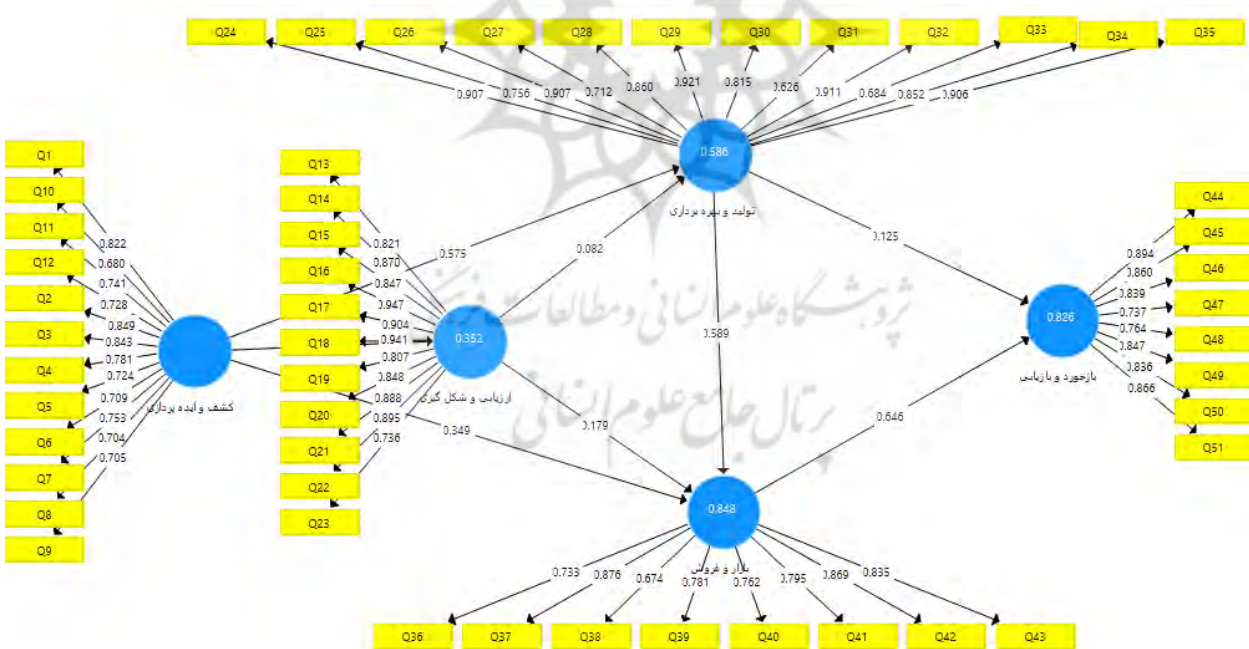 Q24 Q25 Q26 Q27 Q28 Q29 Q30 Q31 Q32 Q33 Q34 Q35
0.907 0.756 0.907 0.712 0.860 0.921 0.815 0.626 0.911 0.684 0.852 0.906
0.586
تولید و بهره برداری
Q1
Q10
Q11
Q12
Q2
Q3
Q4
Q5
Q6
Q7
Q8
Q9
0.822
0.680
0.741
0.728
0.849
0.843
0.781
0.724
0.709
0.753
0.704
0.705
کشف و ایده پردازی
Q13
Q14
Q15
Q16
Q17
Q18
Q19
Q20
Q21
Q22
Q23
0.821
0.870
0.847
0.947
0.904
0.941
0.807
0.848
0.888
0.895
0.736
0.352
ارزیابی و شکل گیری
0.575
0.082
0.125
0.589
0.349
0.179
0.646
پژوهشگاه علوم انسانی و مطالعات فرهنگی
پرتال جامع علوم انسانی
0.826
بازخورد و بازیابی
0.894
0.860
0.839
0.737
0.764
0.847
0.836
0.866
Q44
Q45
Q46
Q47
Q48
Q49
Q50
Q51
0.848
بازار و فروش
0.733 0.876 0.674 0.781 0.762 0.795 0.869 0.835
Q36 Q37 Q38 Q39 Q40 Q41 Q42 Q43